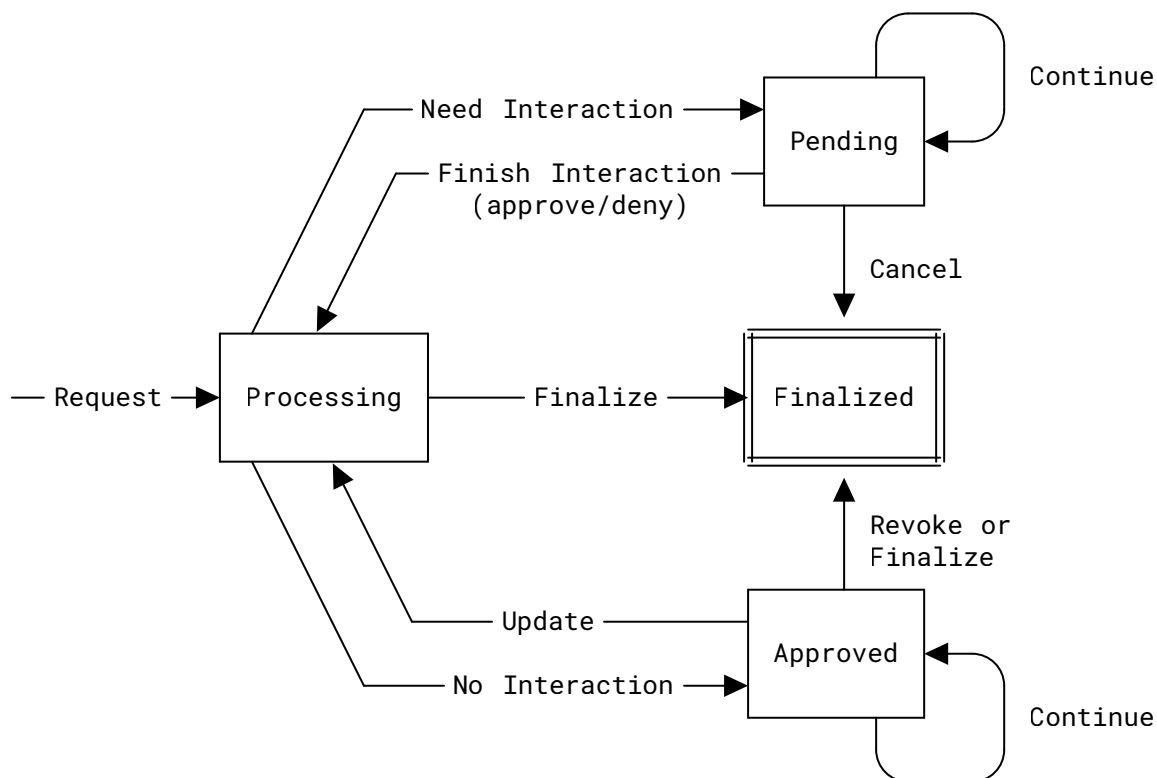 Continue
Need Interaction
Pending
Finish Interaction
(approve/deny)
Cancel
Request
Processing
Finalize
Finalized
Revoke or
Finalize
Update
Approved
No Interaction
Continue